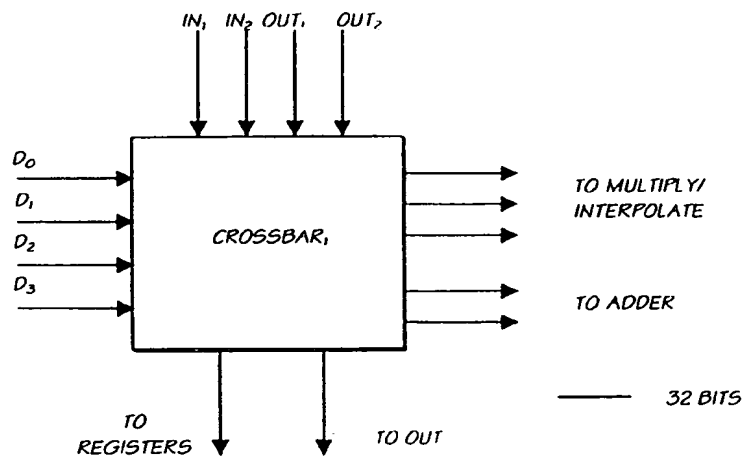 IN₁ IN₂ OUT₁ OUT₂
D₀
D₁
D₂
D₃
CROSSBAR₁
TO MULTIPLY/
INTERPOLATE
TO ADDER
32 BITS
TO
REGISTERS
TO OUT